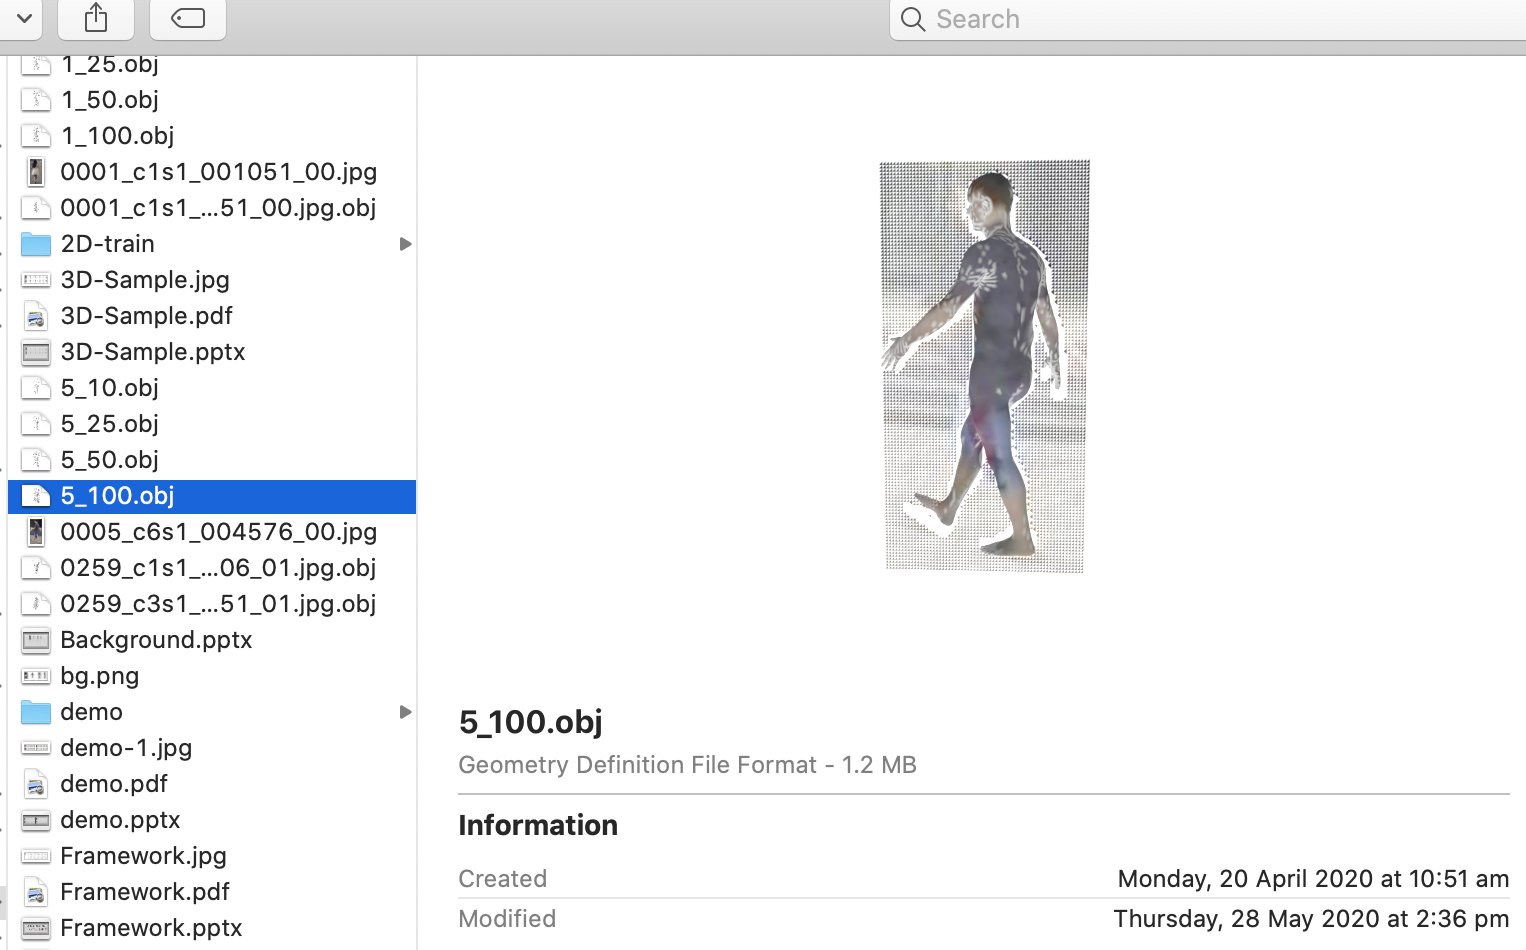 Search
1_25.obj
1_50.obj
1_100.obj
0001_c1s1_001051_00.jpg
0001_c1s1_...51_00.jpg.obj
2D-train
3D-Sample.jpg
3D-Sample.pdf
3D-Sample.pptx
5_10.obj
5_25.obj
5_50.obj
5_100.obj
0005_c6s1_004576_00.jpg
0259_c1s1_...06_01.jpg.obj
0259_c3s1_...51_01.jpg.obj
Background.pptx
bg.png
demo
demo-1.jpg
demo.pdf
demo.pptx
Framework.jpg
Framework.pdf
Framework.pptx
5_100.obj
Geometry Definition File Format - 1.2 MB
Information
Created Monday, 20 April 2020 at 10:51 am
Modified Thursday, 28 May 2020 at 2:36 pm